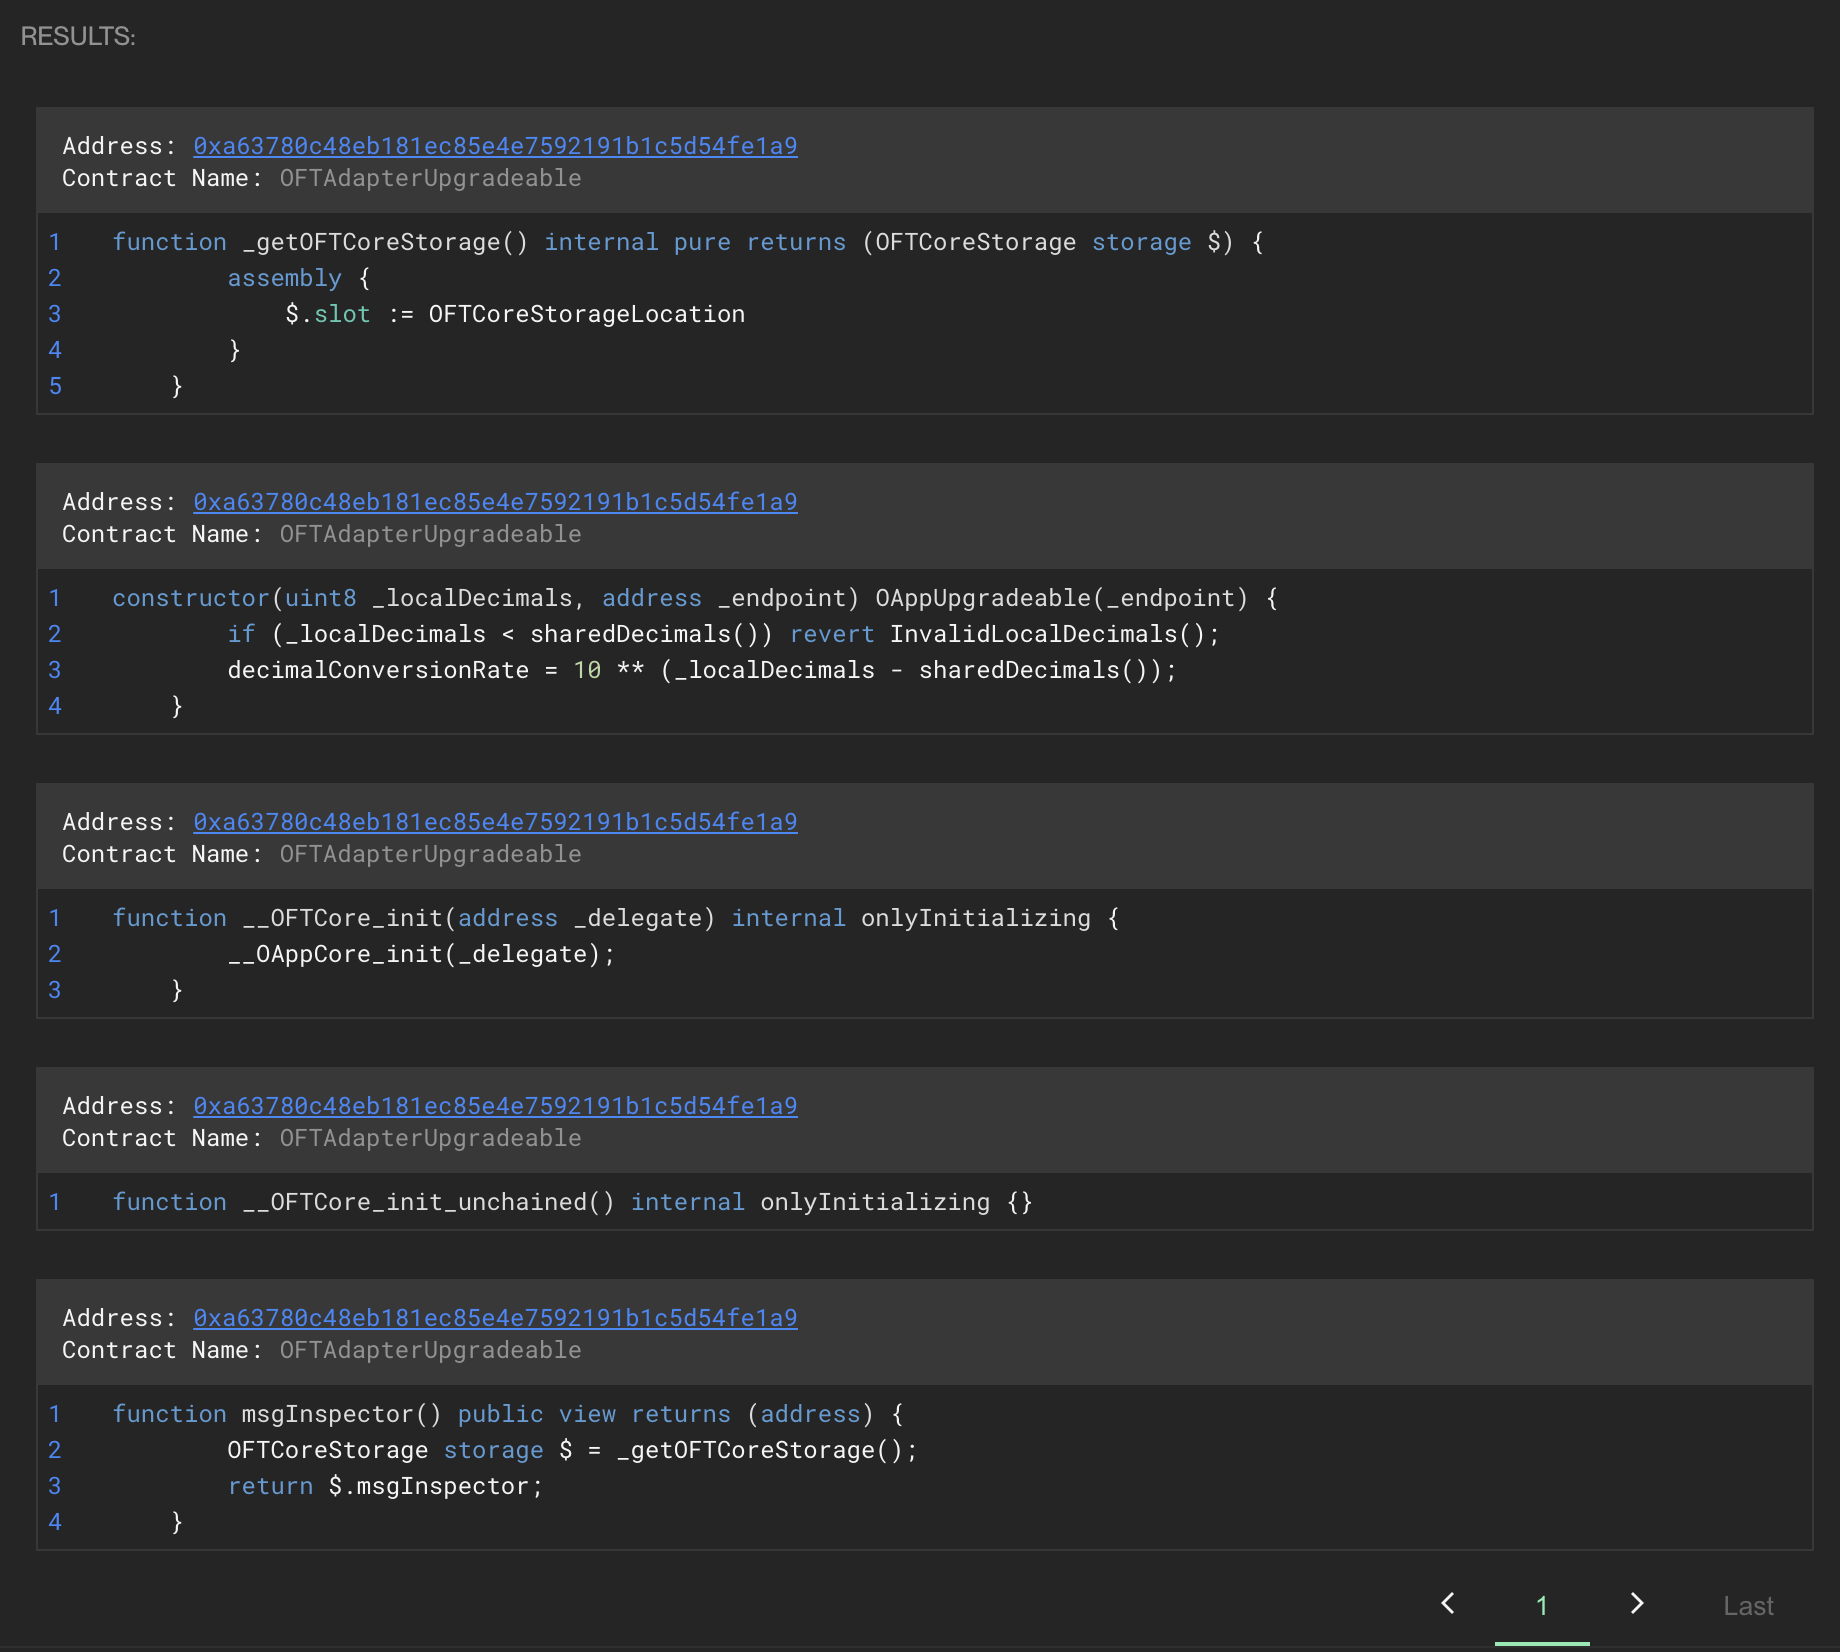 RESULTS:
Address: 0xa63780c48eb181ec85e4e7592191b1c5d54fe1a9
Contract Name: OFTAdapterUpgradeable
1 function _getOFTCoreStorage() internal pure returns (OFTCoreStorage storage $) {
2 assembly {
3 $.slot := OFTCoreStorageLocation
4 }
5 }
Address: 0xa63780c48eb181ec85e4e7592191b1c5d54fe1a9
Contract Name: OFTAdapterUpgradeable
1 constructor(uint8 _localDecimals, address _endpoint) OAppUpgradeable(_endpoint) {
2 if (_localDecimals < sharedDecimals()) revert InvalidLocalDecimals();
3 decimalConversionRate = 10 ** (_localDecimals - sharedDecimals());
4 }
Address: 0xa63780c48eb181ec85e4e7592191b1c5d54fe1a9
Contract Name: OFTAdapterUpgradeable
1 function __OFTCore_init(address _delegate) internal onlyInitializing {
2 __OAppCore_init(_delegate);
3 }
Address: 0xa63780c48eb181ec85e4e7592191b1c5d54fe1a9
Contract Name: OFTAdapterUpgradeable
1 function __OFTCore_init_unchained() internal onlyInitializing {}
Address: 0xa63780c48eb181ec85e4e7592191b1c5d54fe1a9
Contract Name: OFTAdapterUpgradeable
1 function msgInspector() public view returns (address) {
2 OFTCoreStorage storage $ = _getOFTCoreStorage();
3 return $.msgInspector;
4 }
1 Last